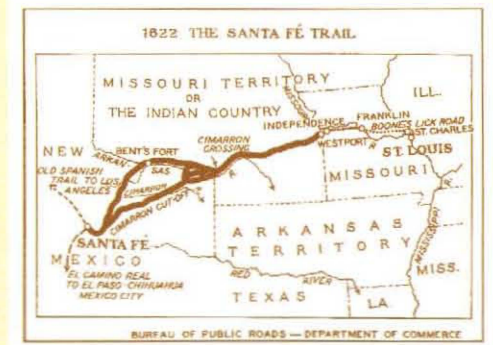 1822 THE SANTA FÉ TRAIL
MISSOURI TERRITORY
OR
THE INDIAN COUNTRY
ILL.
INDEPENDENCE
FRANKLIN
BOONE'S LICK ROAD
ST. CHARLES
WESTPORT
R
ST. LOUIS
MISSOURI
CIMARRON
CROSSING
NEW
ARKAN
BENT'S FORT
SAS
R
OLD SPANISH
TRAIL TO LOS
ANGELES
CIMARRON
CIMARRON CUT-OFF
SANTA FÉ
MEXICO
EL CAMINO REAL
TO EL PASO CHIHUAHUA
MEXICO CITY
ARKANSAS
TERRITORY
MISSISSIPPI
R
RED
RIVER
TEXAS
LA
MISS.
BUREAU OF PUBLIC ROADS — DEPARTMENT OF COMMERCE